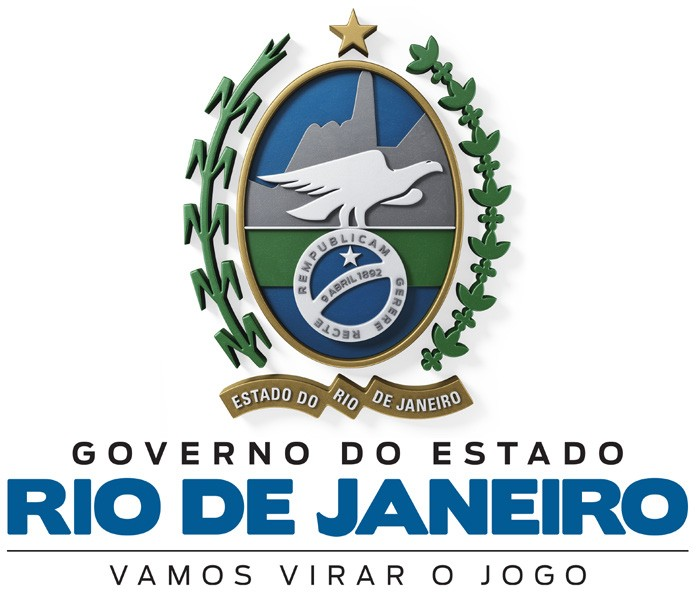 REMPUBLICAM GERERE RECTE
9 ABRIL 1892
ESTADO DO RIO DE JANEIRO
GOVERNO DO ESTADO
RIO DE JANEIRO
VAMOS VIRAR O JOGO